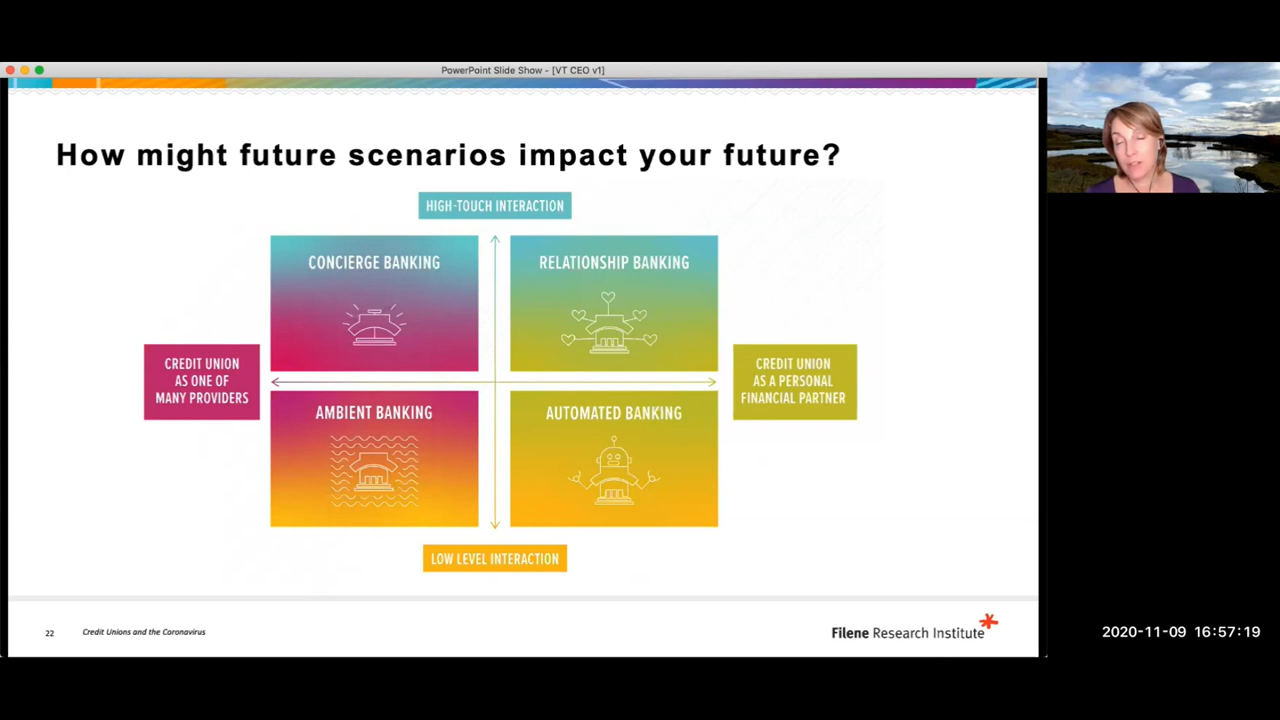 PowerPoint Slide Show - [VT CEO v1]
How might future scenarios impact your future?
HIGH-TOUCH INTERACTION
CONCIERGE BANKING
RELATIONSHIP BANKING
CREDIT UNION
AS ONE OF
MANY PROVIDERS
CREDIT UNION
AS A PERSONAL
FINANCIAL PARTNER
AMBIENT BANKING
AUTOMATED BANKING
LOW LEVEL INTERACTION
22
Credit Unions and the Coronavirus
Filene Research Institute
2020-11-09 16:57:19